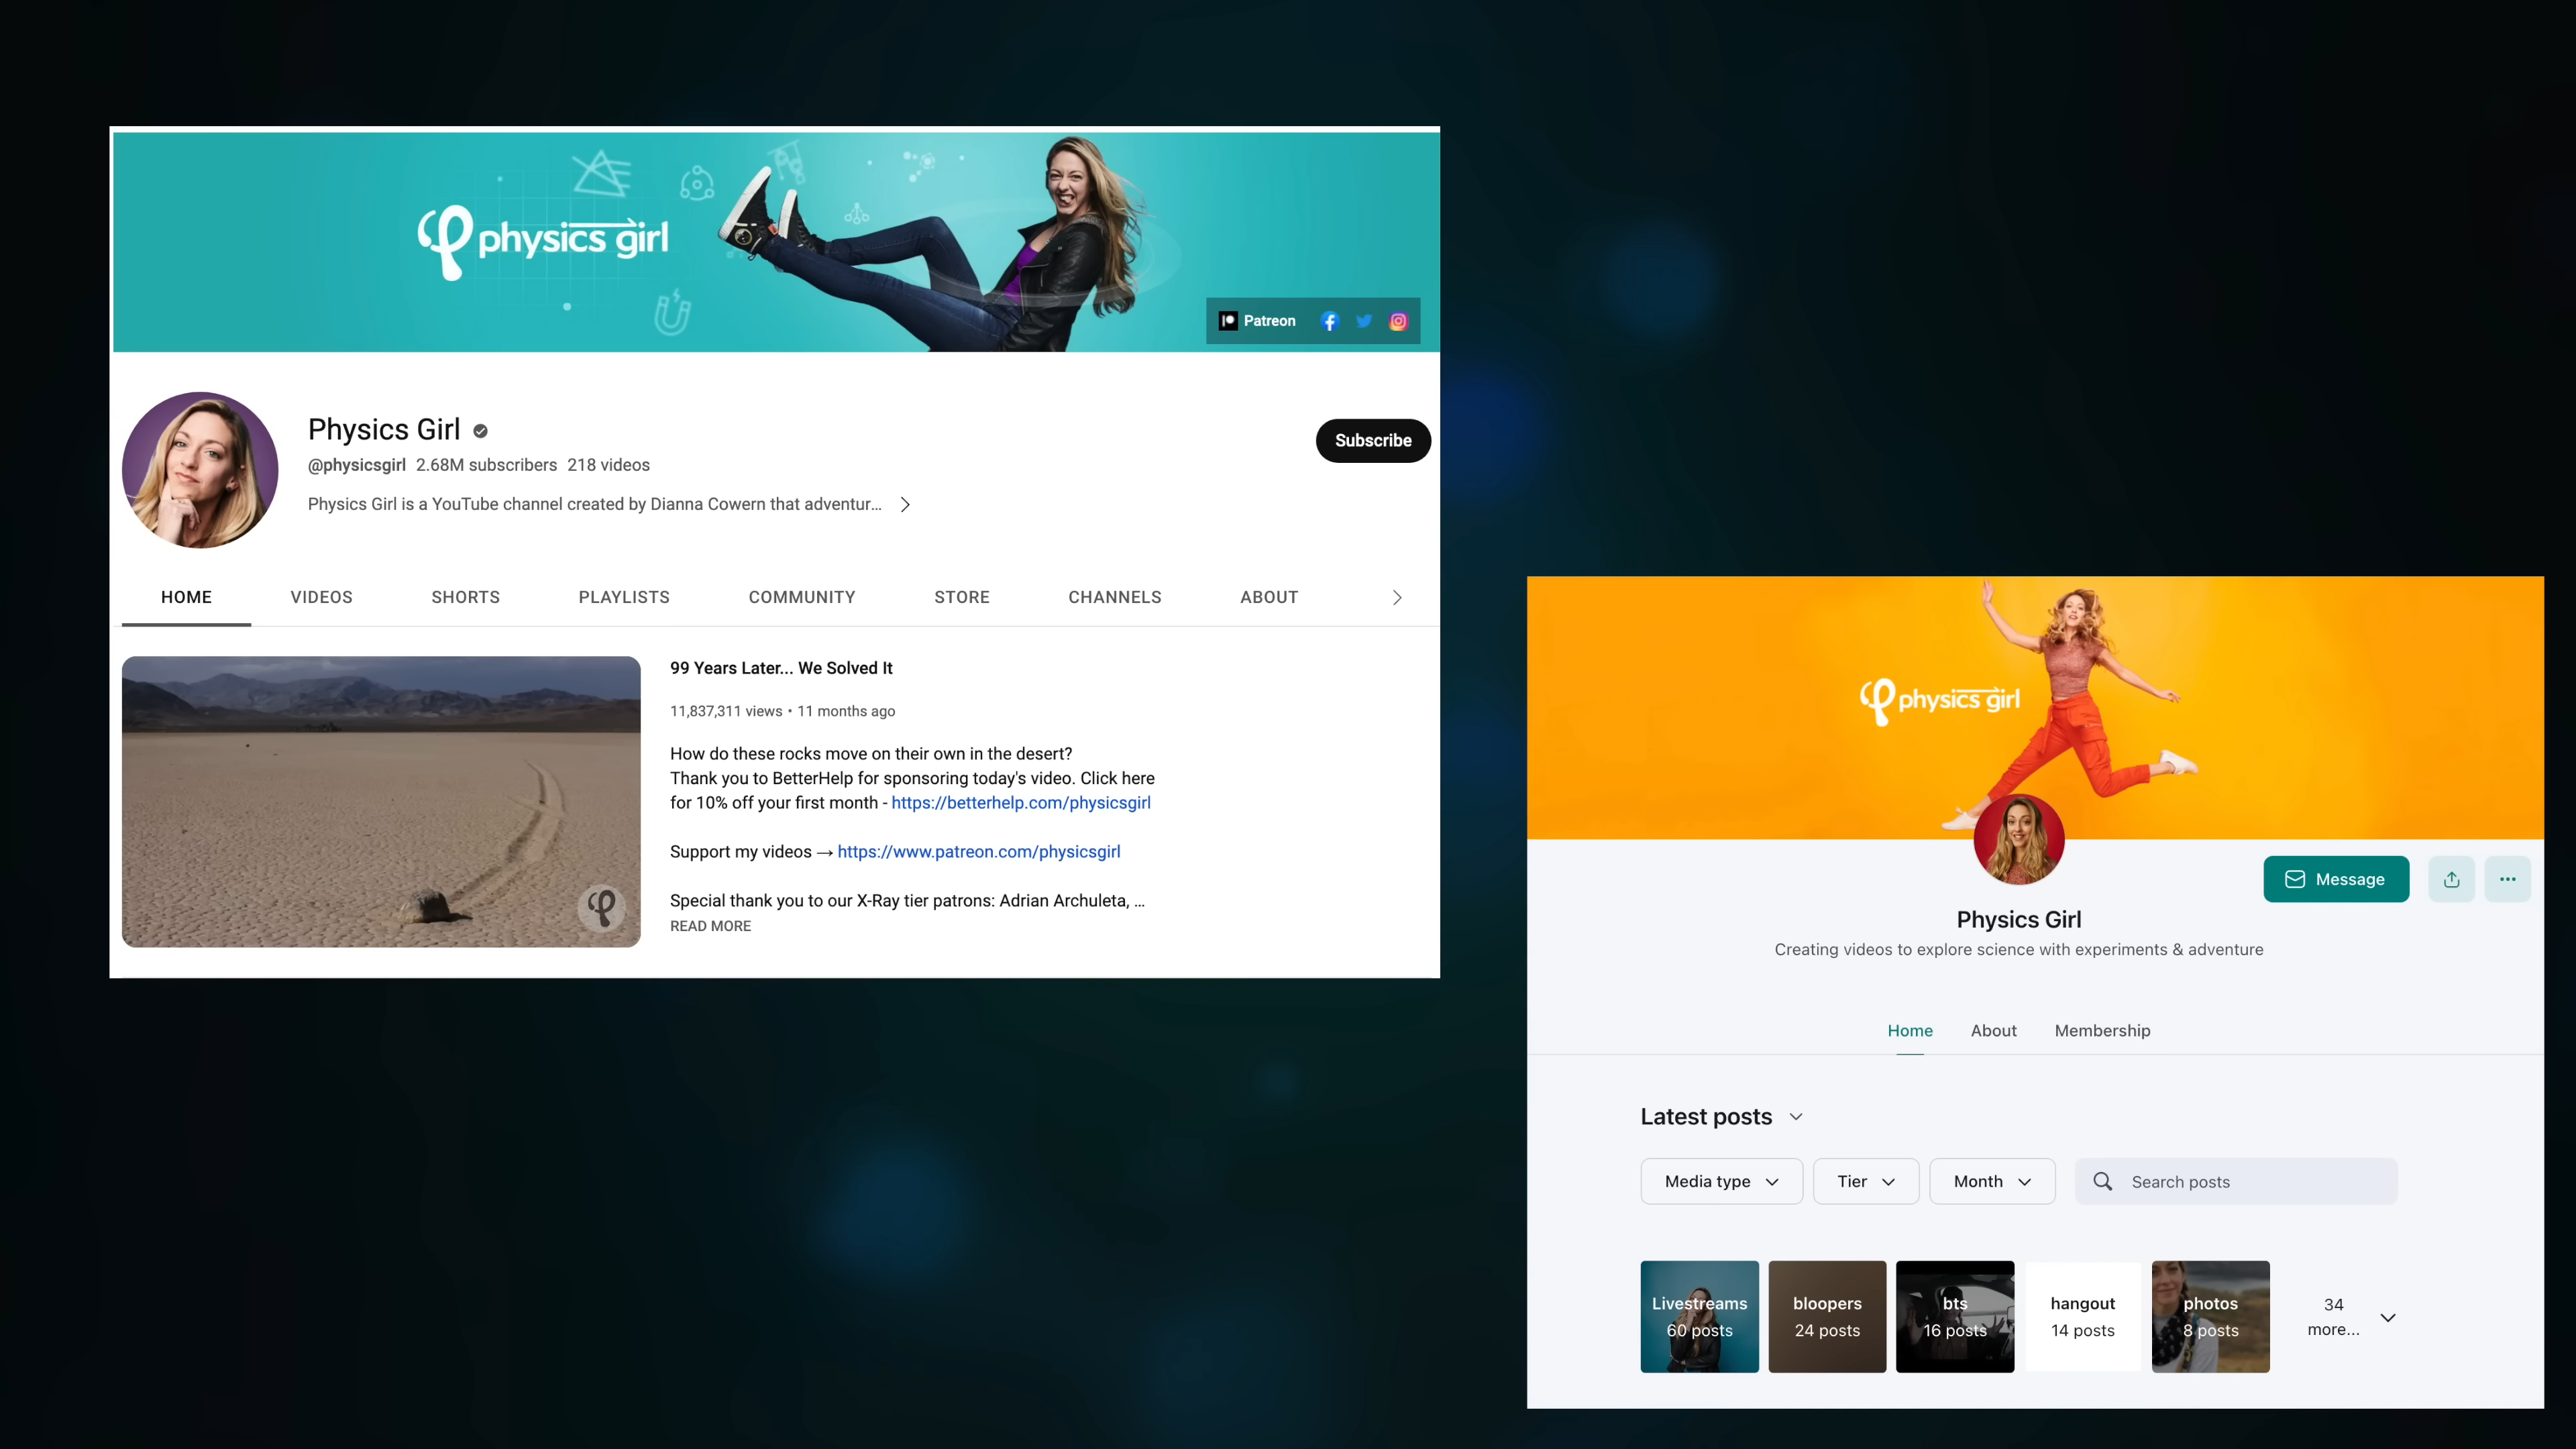 physics girl
Patreon
Physics Girl
@physicsgirl 2.68M subscribers 218 videos
Physics Girl is a YouTube channel created by Dianna Cowern that adventur...
Subscribe
HOME VIDEOS SHORTS PLAYLISTS COMMUNITY STORE CHANNELS ABOUT
99 Years Later... We Solved It
11,837,311 views • 11 months ago
How do these rocks move on their own in the desert?
Thank you to BetterHelp for sponsoring today's video. Click here
for 10% off your first month - https://betterhelp.com/physicsgirl
Support my videos → https://www.patreon.com/physicsgirl
Special thank you to our X-Ray tier patrons: Adrian Archuleta, ...
READ MORE
physics girl
Message
Physics Girl
Creating videos to explore science with experiments & adventure
Home About Membership
Latest posts
Media type Tier Month Search posts
Livestreams
60 posts
bloopers
24 posts
bts
16 posts
hangout
14 posts
photos
8 posts
34
more...